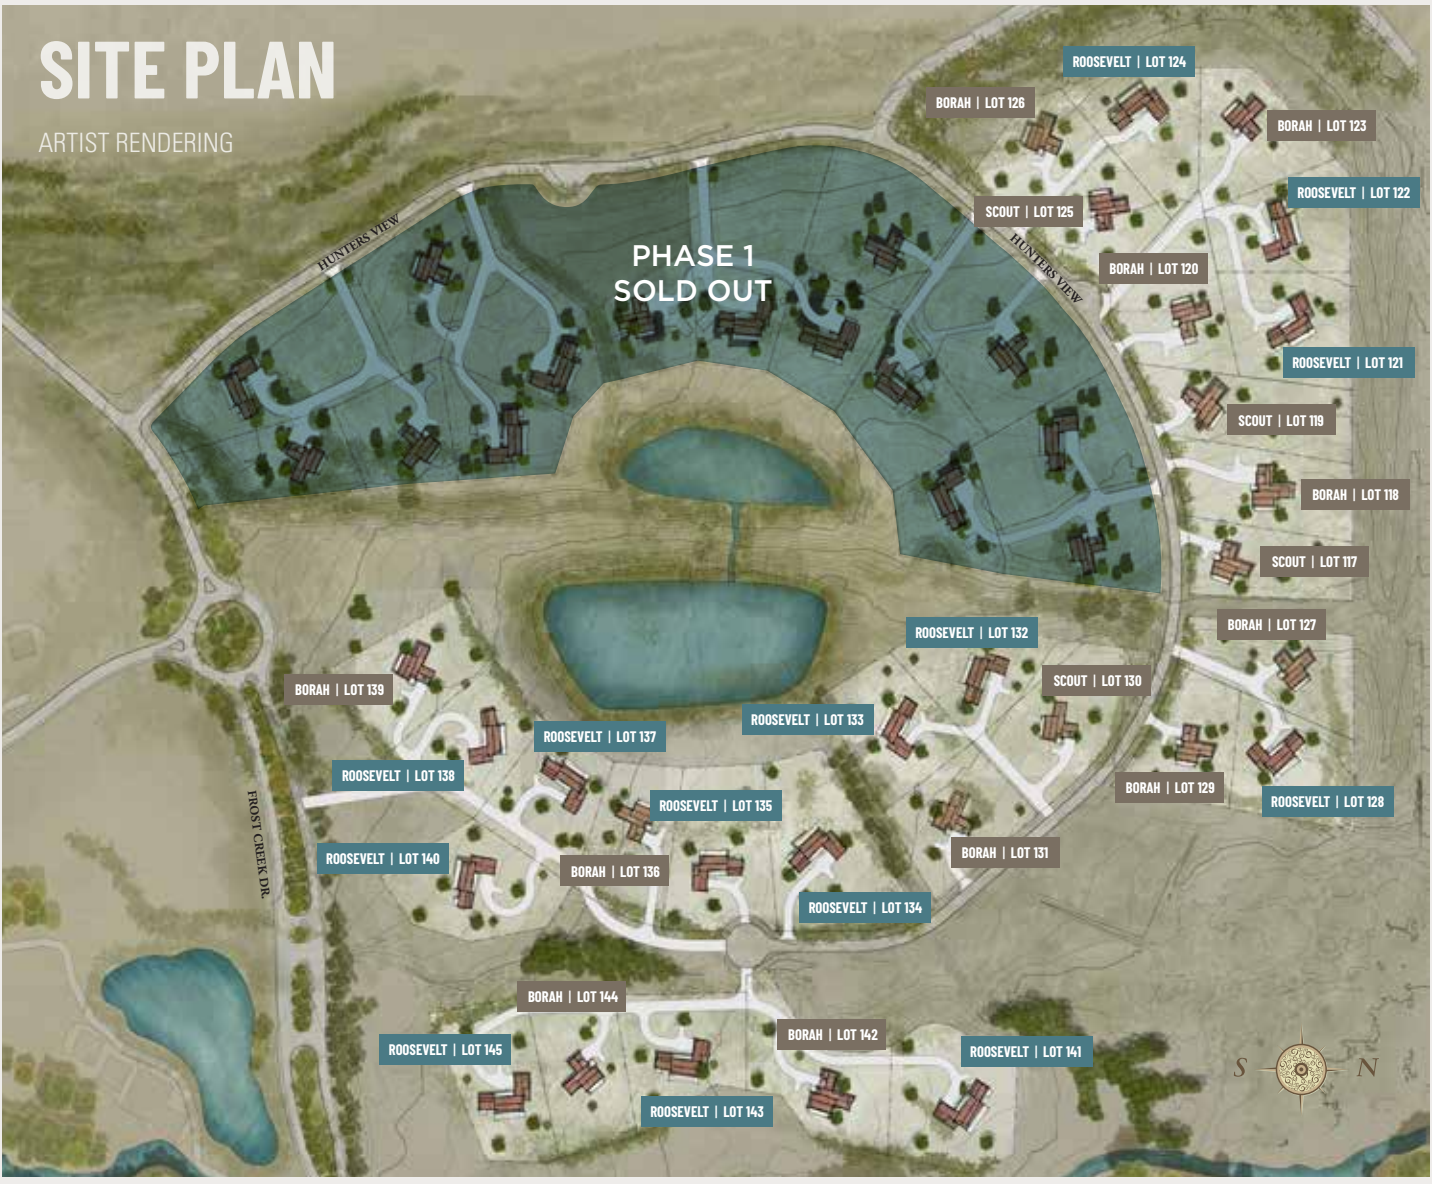 SITE PLAN
ARTIST RENDERING
ROOSEVELT | LOT 124
BORAH | LOT 126
BORAH | LOT 123
ROOSEVELT | LOT 122
SCOUT | LOT 125
HUNTERS VIEW
HUNTERS VIEW
PHASE 1
SOLD OUT
BORAH | LOT 120
ROOSEVELT | LOT 121
SCOUT | LOT 119
BORAH | LOT 118
SCOUT | LOT 117
BORAH | LOT 127
ROOSEVELT | LOT 132
SCOUT | LOT 130
BORAH | LOT 139
ROOSEVELT | LOT 133
ROOSEVELT | LOT 137
ROOSEVELT | LOT 138
BORAH | LOT 129
ROOSEVELT | LOT 128
ROOSEVELT | LOT 135
FROST CREEK DR.
ROOSEVELT | LOT 140
BORAH | LOT 131
BORAH | LOT 136
ROOSEVELT | LOT 134
BORAH | LOT 144
BORAH | LOT 142
ROOSEVELT | LOT 145
ROOSEVELT | LOT 141
S N
ROOSEVELT | LOT 143